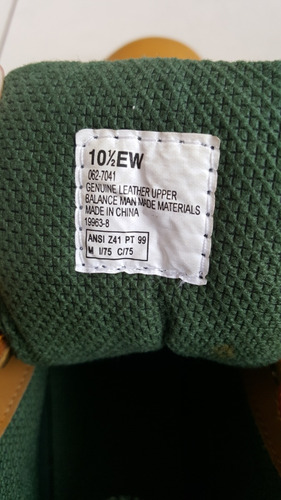 10½EW
062-7041
GENUINE LEATHER UPPER
BALANCE MAN MADE MATERIALS
MADE IN CHINA
19963-8
ANSI Z41 PT 99
M I/75 C/75